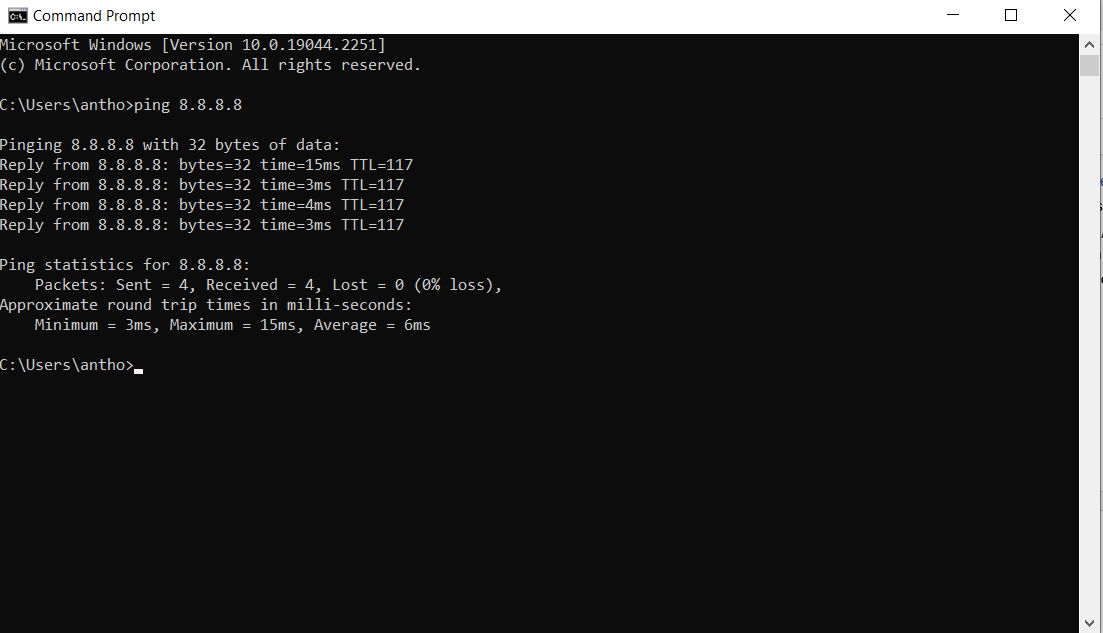 Command Prompt
Microsoft Windows [Version 10.0.19044.2251]
(c) Microsoft Corporation. All rights reserved.
C:\Users\antho>ping 8.8.8.8
Pinging 8.8.8.8 with 32 bytes of data:
Reply from 8.8.8.8: bytes=32 time=15ms TTL=117
Reply from 8.8.8.8: bytes=32 time=3ms TTL=117
Reply from 8.8.8.8: bytes=32 time=4ms TTL=117
Reply from 8.8.8.8: bytes=32 time=3ms TTL=117
Ping statistics for 8.8.8.8:
    Packets: Sent = 4, Received = 4, Lost = 0 (0% loss),
Approximate round trip times in milli-seconds:
    Minimum = 3ms, Maximum = 15ms, Average = 6ms
C:\Users\antho>